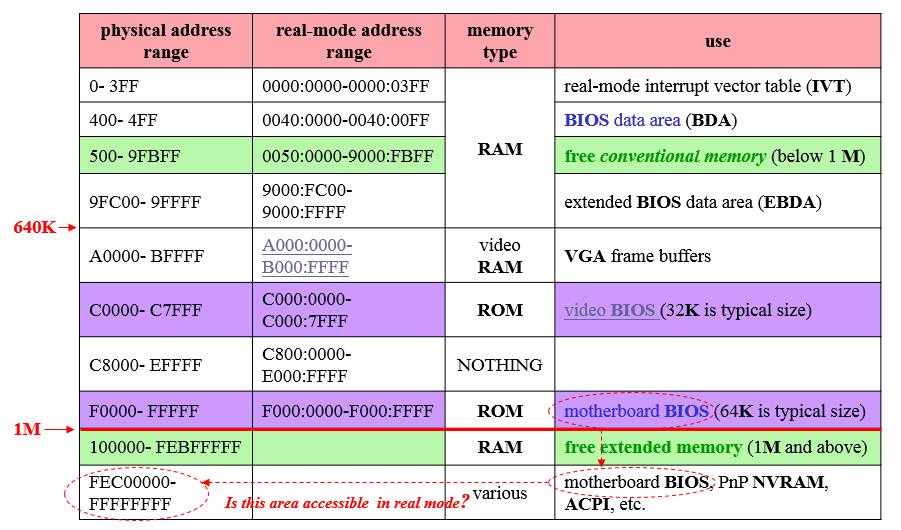 physical address range
real-mode address range
memory type
use
0- 3FF
0000:0000-0000:03FF
RAM
real-mode interrupt vector table (IVT)
400- 4FF
0040:0000-0040:00FF
BIOS data area (BDA)
500- 9FBFF
0050:0000-9000:FBFF
free conventional memory (below 1 M)
9FC00- 9FFFF
9000:FC00-
9000:FFFF
extended BIOS data area (EBDA)
640K
A0000- BFFFF
A000:0000-
B000:FFFF
video
RAM
VGA frame buffers
C0000- C7FFF
C000:0000-
C000:7FFF
ROM
video BIOS (32K is typical size)
C8000- EFFFF
C800:0000-
E000:FFFF
NOTHING
F0000- FFFFF
F000:0000-F000:FFFF
ROM
motherboard BIOS (64K is typical size)
1M
100000- FEBFFFFF
RAM
free extended memory (1M and above)
FEC00000-
FFFFFFFF
Is this area accessible in real mode?
various
motherboard BIOS, PnP NVRAM,
ACPI, etc.